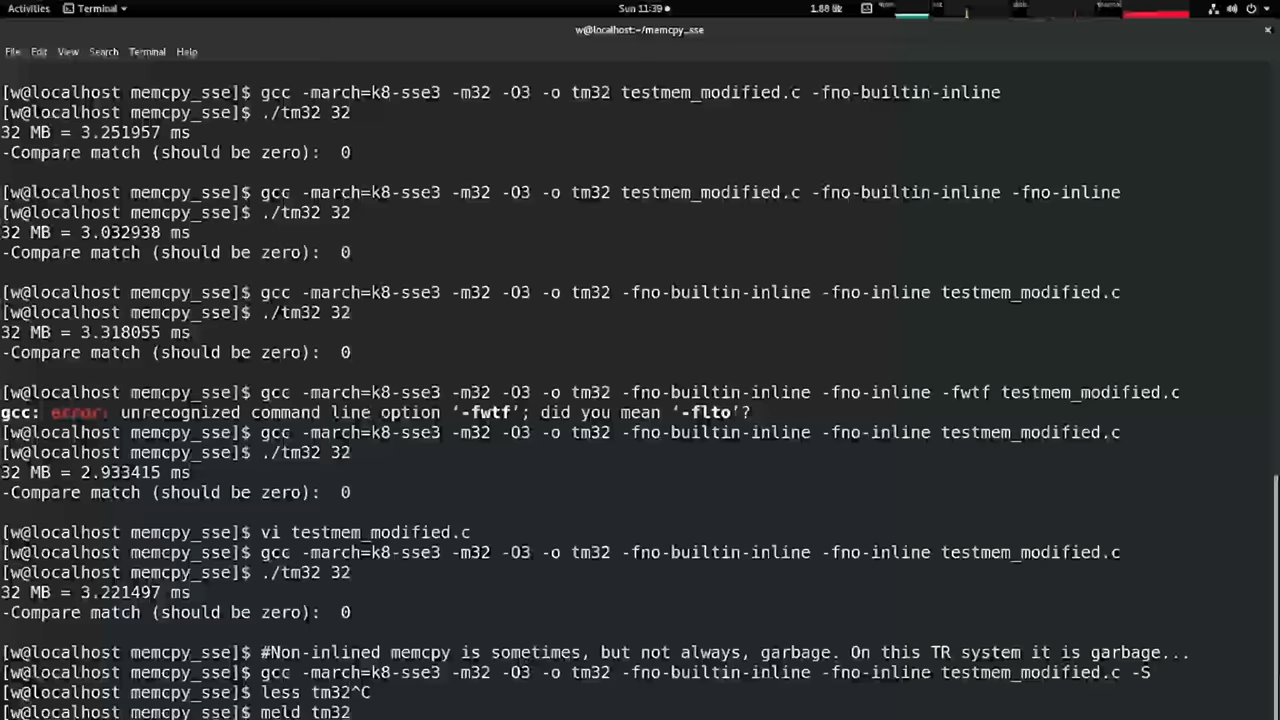 Activities Terminal Sun 11:39 1.88
w@localhost:~/memcpy_sse
File Edit View Search Terminal Help
[w@localhost memcpy_sse]$ gcc -march=k8-sse3 -m32 -O3 -o tm32 testmem_modified.c -fno-builtin-inline
[w@localhost memcpy_sse]$ ./tm32 32
32 MB = 3.251957 ms
-Compare match (should be zero):  0
[w@localhost memcpy_sse]$ gcc -march=k8-sse3 -m32 -O3 -o tm32 testmem_modified.c -fno-builtin-inline -fno-inline
[w@localhost memcpy_sse]$ ./tm32 32
32 MB = 3.032938 ms
-Compare match (should be zero):  0
[w@localhost memcpy_sse]$ gcc -march=k8-sse3 -m32 -O3 -o tm32 -fno-builtin-inline -fno-inline testmem_modified.c
[w@localhost memcpy_sse]$ ./tm32 32
32 MB = 3.318055 ms
-Compare match (should be zero):  0
[w@localhost memcpy_sse]$ gcc -march=k8-sse3 -m32 -O3 -o tm32 -fno-builtin-inline -fno-inline -fwtf testmem_modified.c
gcc: error: unrecognized command line option ‘-fwtf’; did you mean ‘-flto’?
[w@localhost memcpy_sse]$ gcc -march=k8-sse3 -m32 -O3 -o tm32 -fno-builtin-inline -fno-inline testmem_modified.c
[w@localhost memcpy_sse]$ ./tm32 32
32 MB = 2.933415 ms
-Compare match (should be zero):  0
[w@localhost memcpy_sse]$ vi testmem_modified.c
[w@localhost memcpy_sse]$ gcc -march=k8-sse3 -m32 -O3 -o tm32 -fno-builtin-inline -fno-inline testmem_modified.c
[w@localhost memcpy_sse]$ ./tm32 32
32 MB = 3.221497 ms
-Compare match (should be zero):  0
[w@localhost memcpy_sse]$ #Non-inlined memcpy is sometimes, but not always, garbage. On this TR system it is garbage...
[w@localhost memcpy_sse]$ gcc -march=k8-sse3 -m32 -O3 -o tm32 -fno-builtin-inline -fno-inline testmem_modified.c -S
[w@localhost memcpy_sse]$ less tm32^C
[w@localhost memcpy_sse]$ meld tm32